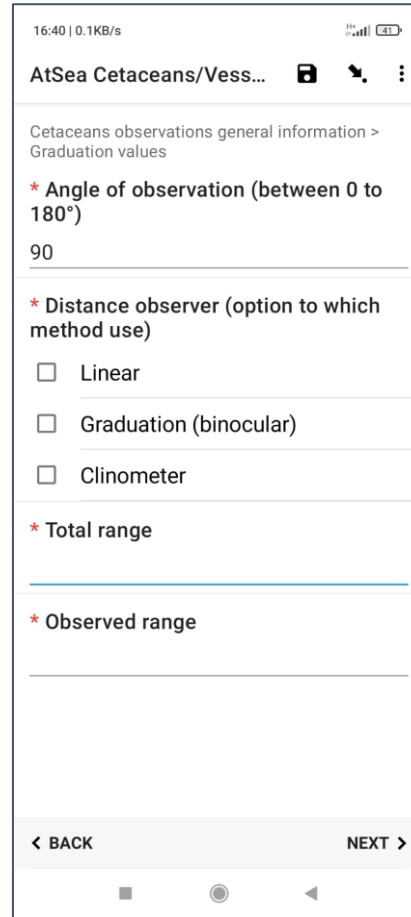 16:40 | 0.1KB/s
H+
41
AtSea Cetaceans/Vess...
Cetaceans observations general information >
Graduation values
* Angle of observation (between 0 to
180°)
90
* Distance observer (option to which
method use)
Linear
Graduation (binocular)
Clinometer
* Total range
* Observed range
BACK
NEXT